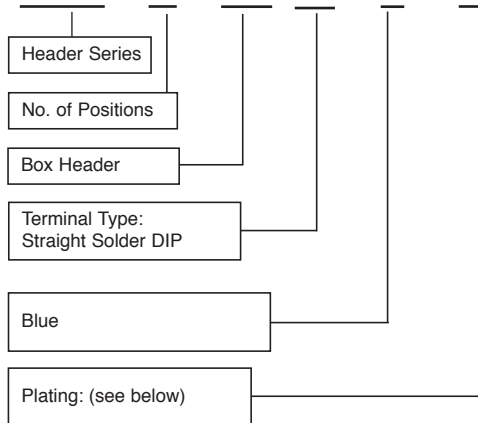 Header Series
No. of Positions
Box Header
Terminal Type:
Straight Solder DIP
Blue
Plating: (see below)